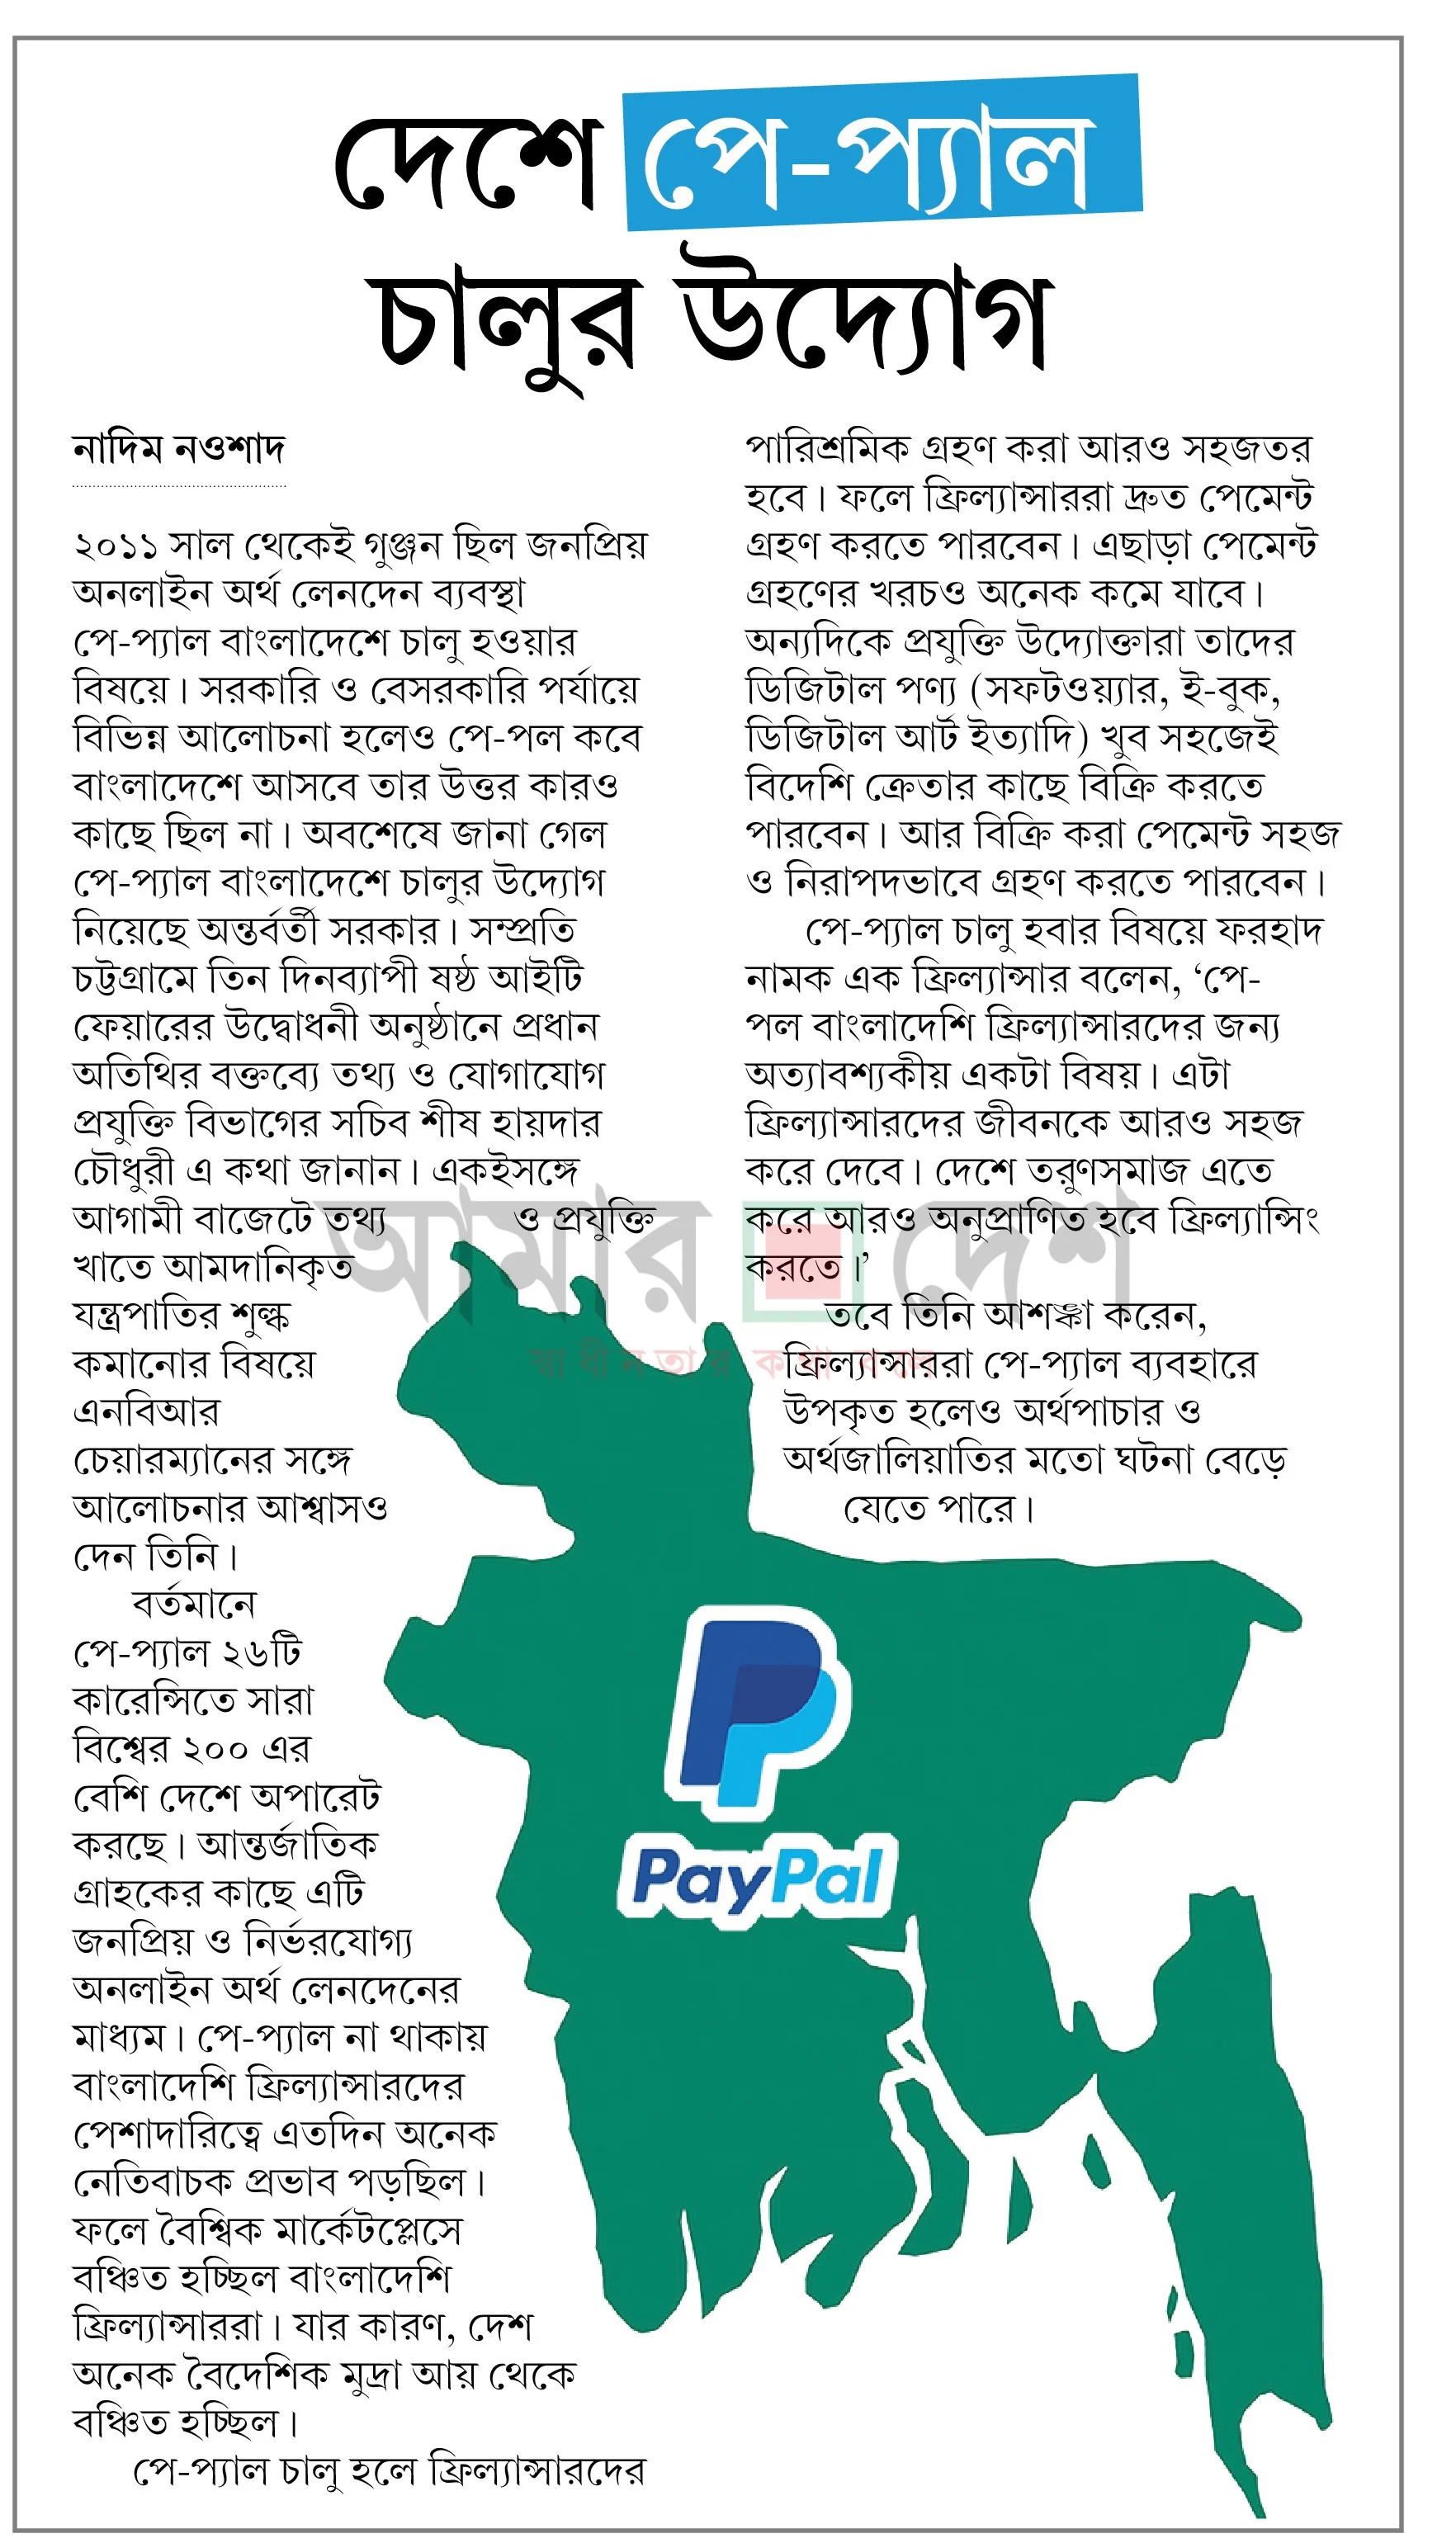 দেশে পে-প্যাল
চালুর উদ্যোগ
নাদিম নওশাদ
২০১১ সাল থেকেই গুঞ্জন ছিল জনপ্রিয়
অনলাইন অর্থ লেনদেন ব্যবস্থা
পে-প্যাল বাংলাদেশে চালু হওয়ার
বিষয়ে। সরকারি ও বেসরকারি পর্যায়ে
বিভিন্ন আলোচনা হলেও পে-পল কবে
বাংলাদেশে আসবে তার উত্তর কারও
কাছে ছিল না। অবশেষে জানা গেল
পে-প্যাল বাংলাদেশে চালুর উদ্যোগ
নিয়েছে অন্তর্বর্তী সরকার। সম্প্রতি
চট্টগ্রামে তিন দিনব্যাপী ষষ্ঠ আইটি
ফেয়ারের উদ্বোধনী অনুষ্ঠানে প্রধান
অতিথির বক্তব্যে তথ্য ও যোগাযোগ
প্রযুক্তি বিভাগের সচিব শীষ হায়দার
চৌধুরী এ কথা জানান। একইসঙ্গে
আগামী বাজেটে তথ্য ও প্রযুক্তি
খাতে আমদানিকৃত
যন্ত্রপাতির শুল্ক
কমানোর বিষয়ে
এনবিআর
চেয়ারম্যানের সঙ্গে
আলোচনার আশ্বাসও
দেন তিনি।
বর্তমানে
পে-প্যাল ২৬টি
কারেন্সিতে সারা
বিশ্বের ২০০ এর
বেশি দেশে অপারেট
করছে। আন্তর্জাতিক
গ্রাহকের কাছে এটি
জনপ্রিয় ও নির্ভরযোগ্য
অনলাইন অর্থ লেনদেনের
মাধ্যম। পে-প্যাল না থাকায়
বাংলাদেশি ফ্রিল্যান্সারদের
পেশাদারিত্বে এতদিন অনেক
নেতিবাচক প্রভাব পড়ছিল।
ফলে বৈশ্বিক মার্কেটপ্লেসে
বঞ্চিত হচ্ছিল বাংলাদেশি
ফ্রিল্যান্সাররা। যার কারণ, দেশ
অনেক বৈদেশিক মুদ্রা আয় থেকে
বঞ্চিত হচ্ছিল।
পে-প্যাল চালু হলে ফ্রিল্যান্সারদের
পারিশ্রমিক গ্রহণ করা আরও সহজতর
হবে। ফলে ফ্রিল্যান্সাররা দ্রুত পেমেন্ট
গ্রহণ করতে পারবেন। এছাড়া পেমেন্ট
গ্রহণের খরচও অনেক কমে যাবে।
অন্যদিকে প্রযুক্তি উদ্যোক্তারা তাদের
ডিজিটাল পণ্য (সফটওয়্যার, ই-বুক,
ডিজিটাল আর্ট ইত্যাদি) খুব সহজেই
বিদেশি ক্রেতার কাছে বিক্রি করতে
পারবেন। আর বিক্রি করা পেমেন্ট সহজ
ও নিরাপদভাবে গ্রহণ করতে পারবেন।
পে-প্যাল চালু হবার বিষয়ে ফরহাদ
নামক এক ফ্রিল্যান্সার বলেন, ‘পে-
পল বাংলাদেশি ফ্রিল্যান্সারদের জন্য
অত্যাবশ্যকীয় একটা বিষয়। এটা
ফ্রিল্যান্সারদের জীবনকে আরও সহজ
করে দেবে। দেশে তরুণসমাজ এতে
করে আরও অনুপ্রাণিত হবে ফ্রিল্যান্সিং
করতে।’
তবে তিনি আশঙ্কা করেন,
ফ্রিল্যান্সাররা পে-প্যাল ব্যবহারে
উপকৃত হলেও অর্থপাচার ও
অর্থজালিয়াতির মতো ঘটনা বেড়ে
যেতে পারে।
আমার দেশ
স্বাধীনতার কথা বলে
PayPal